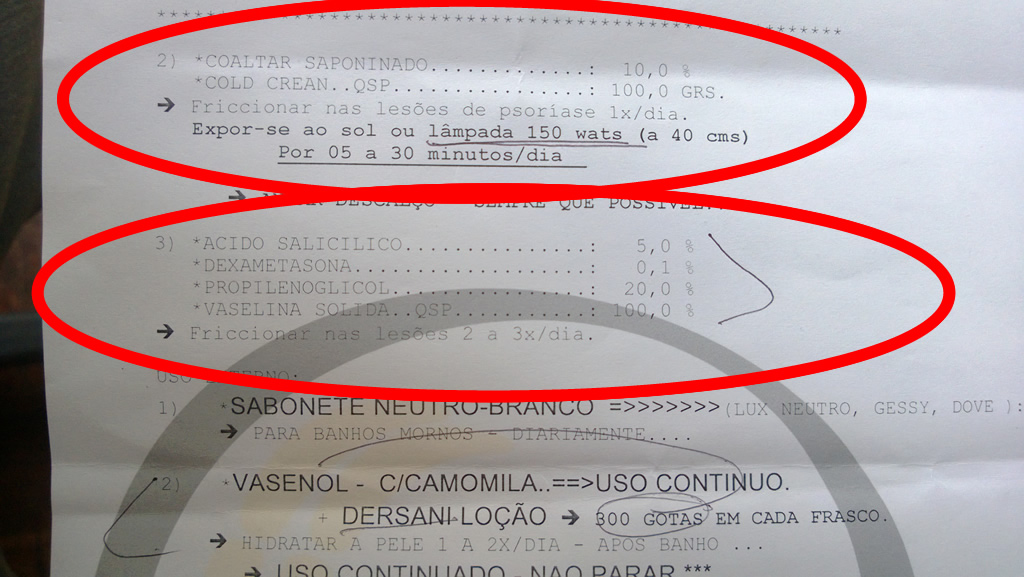 ******************************************************
2) *COALTAR SAPONINADO..............: 10,0 %
*COLD CREAN..QSP.................: 100,0 GRS.
➔ Friccionar nas lesões de psoríase 1x/dia.
Expor-se ao sol ou lâmpada 150 wats (a 40 cms)
Por 05 a 30 minutos/dia
➔ DESCALÇO SEMPRE QUE POSSIVEL..
3) *ACIDO SALICILICO................: 5,0 %
*DEXAMETASONA....................: 0,1 %
*PROPILENOGLICOL.................: 20,0 %
*VASELINA SOLIDA..QSP............: 100,0 %
➔ Friccionar nas lesões 2 a 3x/dia.
USO EXTERNO:
1) *SABONETE NEUTRO-BRANCO =>>>>>>>(LUX NEUTRO, GESSY, DOVE ):
➔ PARA BANHOS MORNOS - DIARIAMENTE....
2) *VASENOL - C/CAMOMILA..==>USO CONTINUO.
+ DERSANI LOÇÃO ➔ 300 GOTAS EM CADA FRASCO.
➔ HIDRATAR A PELE 1 A 2X/DIA - APOS BANHO ...
➔ USO CONTINUADO - NAO PARAR ***